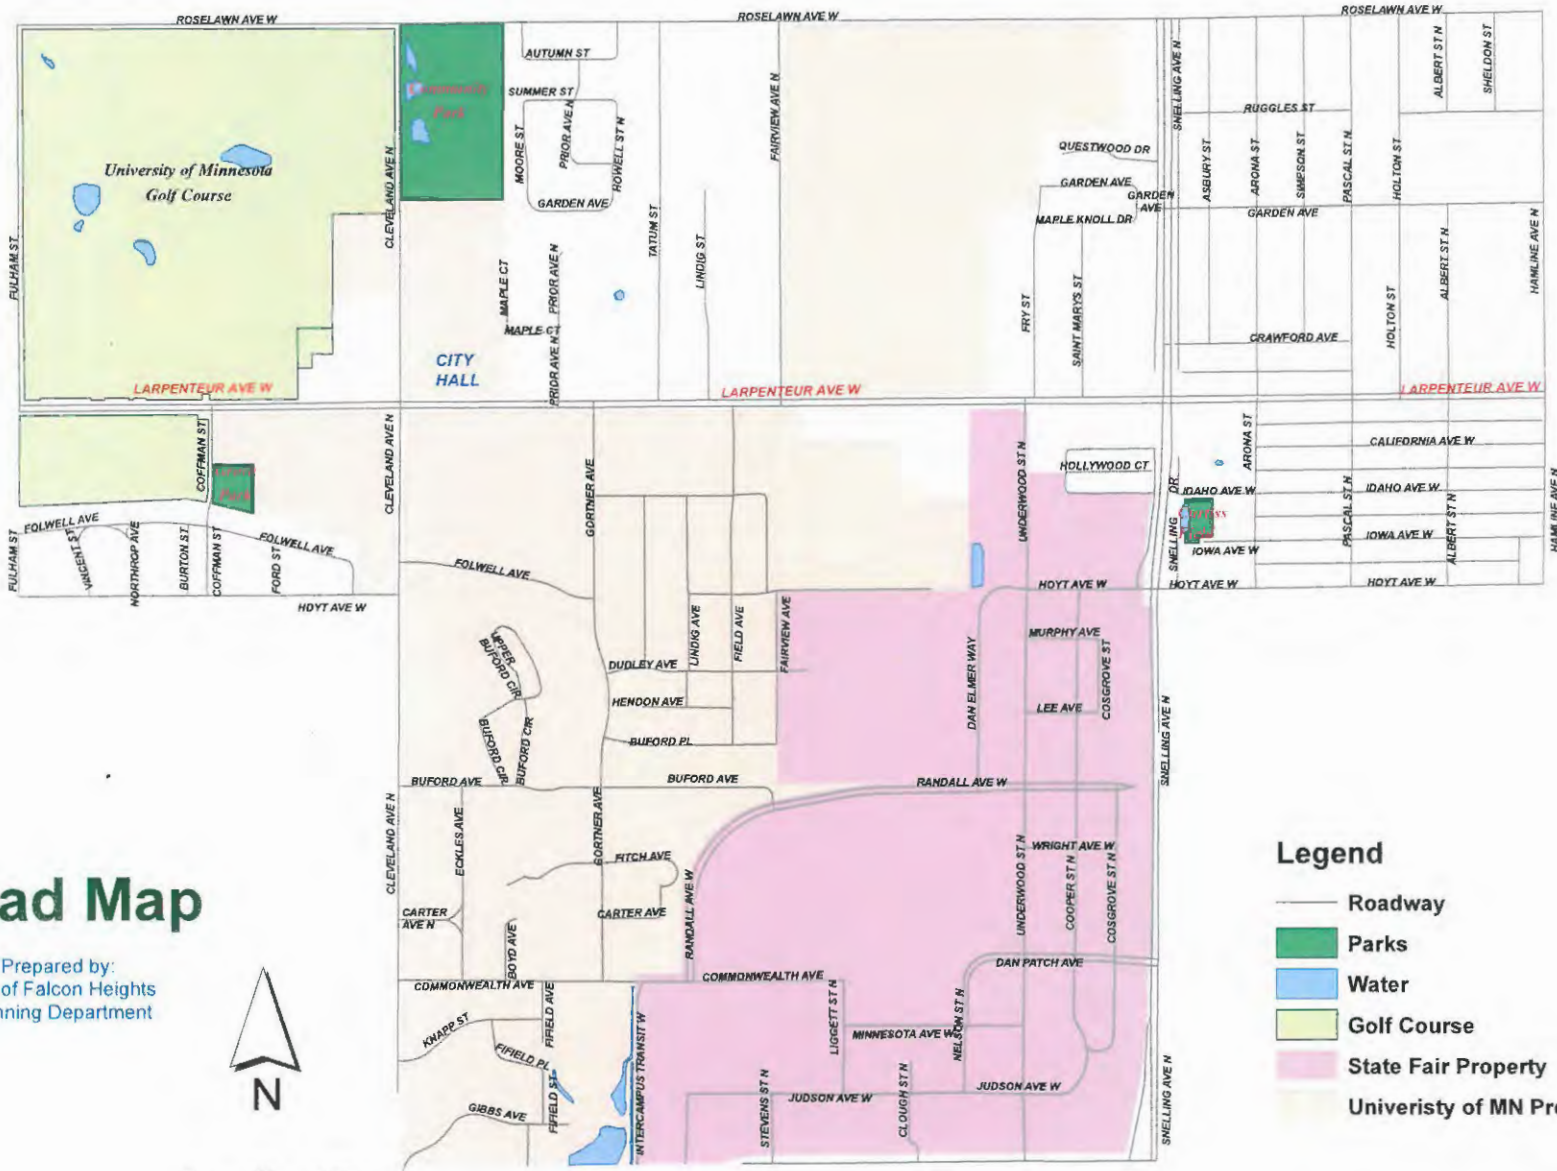 ROSELAWN AVE W
ROSELAWN AVE W
ROSELAWN AVE W
AUTUMN ST
SUMMER ST
Community
Park
MOORE ST
PRIOR AVE N
HOWELL ST N
GARDEN AVE
TATUM ST
FAIRVIEW AVE N
SNELLING AVE N
ALBERT ST N
SHELDON ST
RUGGLES ST
QUESTWOOD DR
GARDEN AVE
GARDEN
AVE
MAPLE KNOLL DR
ASBURY ST
ARONA ST
SIMPSON ST
PASCAL ST N
HOLTON ST
GARDEN AVE
University of Minnesota
Golf Course
CLEVELAND AVE N
FULHAM ST
MAPLE CT
PRIOR AVE N
MAPLE CT
PRIOR AVE N
LINDIG ST
FRY ST
SAINT MARYS ST
CRAWFORD AVE
HOLTON ST
ALBERT ST N
HAMLINE AVE N
CITY
HALL
LARPENTEUR AVE W
LARPENTEUR AVE W
LARPENTEUR AVE W
COFFMAN ST
Park
CLEVELAND AVE N
GORTNER AVE
UNDERWOOD ST N
HOLLYWOOD CT
SNELLING DR
ARONA ST
CALIFORNIA AVE W
IDAHO AVE W
IDAHO AVE W
Curtiss
PASCAL ST N
IOWA AVE W
IOWA AVE W
ALBERT ST N
HAMLINE AVE N
HOYT AVE W
HOYT AVE W
HOYT AVE W
FULHAM ST
FOLWELL AVE
VINCENT ST
NORTHROP AVE
BURTON ST
COFFMAN ST
FORD ST
FOLWELL AVE
HOYT AVE W
FOLWELL AVE
UPPER
BUFORD CIR
BUFORD CIR
BUFORD CIR
DUDLEY AVE
LINDIG AVE
FIELD AVE
FAIRVIEW AVE
HENDON AVE
BUFORD PL
DAN ELMER WAY
MURPHY AVE
LEE AVE
COSGROVE ST
SNELLING AVE N
BUFORD AVE
BUFORD AVE
RANDALL AVE W
CLEVELAND AVE N
ECKLES AVE
GORTNER AVE
FITCH AVE
CARTER
AVE N
BOYD AVE
CARTER AVE
RANDALL AVE W
UNDERWOOD ST N
WRIGHT AVE W
COOPER ST N
COSGROVE ST N
DAN PATCH AVE
COMMONWEALTH AVE
COMMONWEALTH AVE
KNAPP ST
FIFIELD AVE
FIFIELD PL
FIFIELD ST
GIBBS AVE
INTERCAMPUS TRANSIT W
LIGGETT ST N
MINNESOTA AVE W
NELSON ST N
STEVENS ST N
JUDSON AVE W
CLOUGH ST N
JUDSON AVE W
SNELLING AVE N
ad Map
Prepared by:
of Falcon Heights
nning Department
N
Legend
Roadway
Parks
Water
Golf Course
State Fair Property
Univeristy of MN Pr